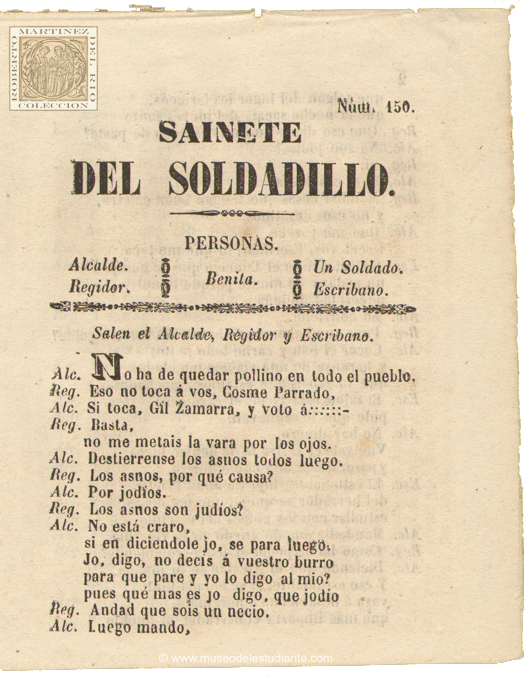 ROBERTO MARTINEZ DEL RIO
COLECCION
Núm. 150.
SAINETE
DEL SOLDADILLO.
PERSONAS.
Alcalde.
Regidor.
Benita.
Un Soldado.
Escribano.
Salen el Alcalde, Regidor y Escribano.
Alc. No ha de quedar pollino en todo el pueblo.
Reg. Eso no toca á vos, Cosme Parrado,
Alc. Si toca, Gil Zamarra, y voto á::::::-
Reg. Basta,
no me metais la vara por los ojos.
Alc. Destierrense los asnos todos luego.
Reg. Los asnos, por qué causa?
Alc. Por jodios.
Reg. Los asnos son judíos?
Alc. No está craro,
si en diciendole jo, se para luego.
Jo, digo, no decis á vuestro burro
para que pare y yo lo digo al mio?
pues qué mas es jo digo, que jodío
Reg. Andad que sois un necio.
Alc. Luego mando,
© www.museodelestudiante.com